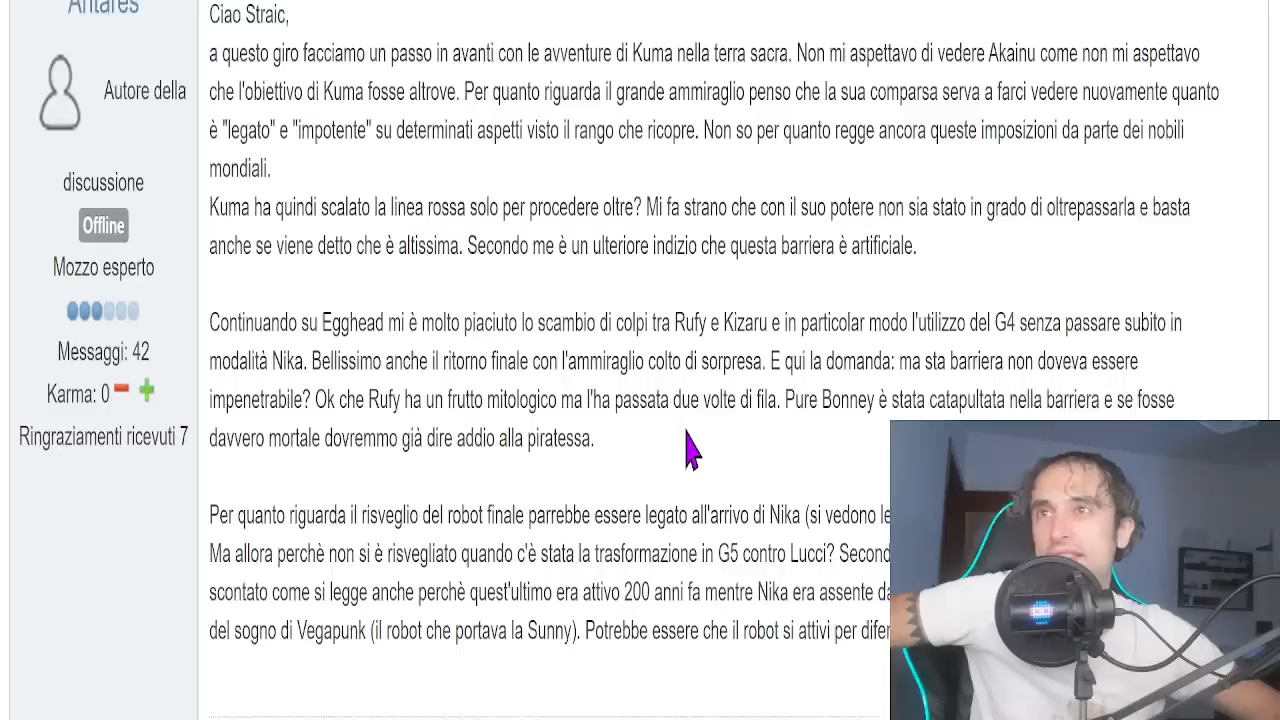 Antares
Autore della
discussione
Offline
Mozzo esperto
Messaggi: 42
Karma: 0
Ringraziamenti ricevuti 7
Ciao Straic,
a questo giro facciamo un passo in avanti con le avventure di Kuma nella terra sacra. Non mi aspettavo di vedere Akainu come non mi aspettavo
che l'obiettivo di Kuma fosse altrove. Per quanto riguarda il grande ammiraglio penso che la sua comparsa serva a farci vedere nuovamente quanto
è "legato" e "impotente" su determinati aspetti visto il rango che ricopre. Non so per quanto regge ancora queste imposizioni da parte dei nobili
mondiali.
Kuma ha quindi scalato la linea rossa solo per procedere oltre? Mi fa strano che con il suo potere non sia stato in grado di oltrepassarla e basta
anche se viene detto che è altissima. Secondo me è un ulteriore indizio che questa barriera è artificiale.
Continuando su Egghead mi è molto piaciuto lo scambio di colpi tra Rufy e Kizaru e in particolar modo l'utilizzo del G4 senza passare subito in
modalità Nika. Bellissimo anche il ritorno finale con l'ammiraglio colto di sorpresa. E qui la domanda: ma sta barriera non doveva essere
impenetrabile? Ok che Rufy ha un frutto mitologico ma l'ha passata due volte di fila. Pure Bonney è stata catapultata nella barriera e se fosse
davvero mortale dovremmo già dire addio alla piratessa.
Per quanto riguarda il risveglio del robot finale parrebbe essere legato all'arrivo di Nika (si vedono le
Ma allora perchè non si è risvegliato quando c'è stata la trasformazione in G5 contro Lucci?
scontato come si legge anche perchè quest'ultimo era attivo 200 anni fa mentre Nika era assente
del sogno di Vegapunk (il robot che portava la Sunny). Potrebbe essere che il robot si attivi per